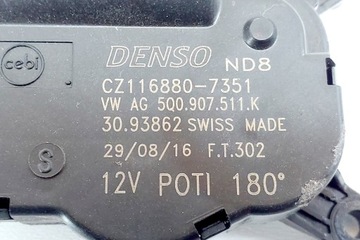 cebi
DENSO ND8
CZ116880-7351
VW AG 5Q0.907.511.K
30.93862 SWISS MADE
29/08/16 F.T.302
S
12V POTI 180°